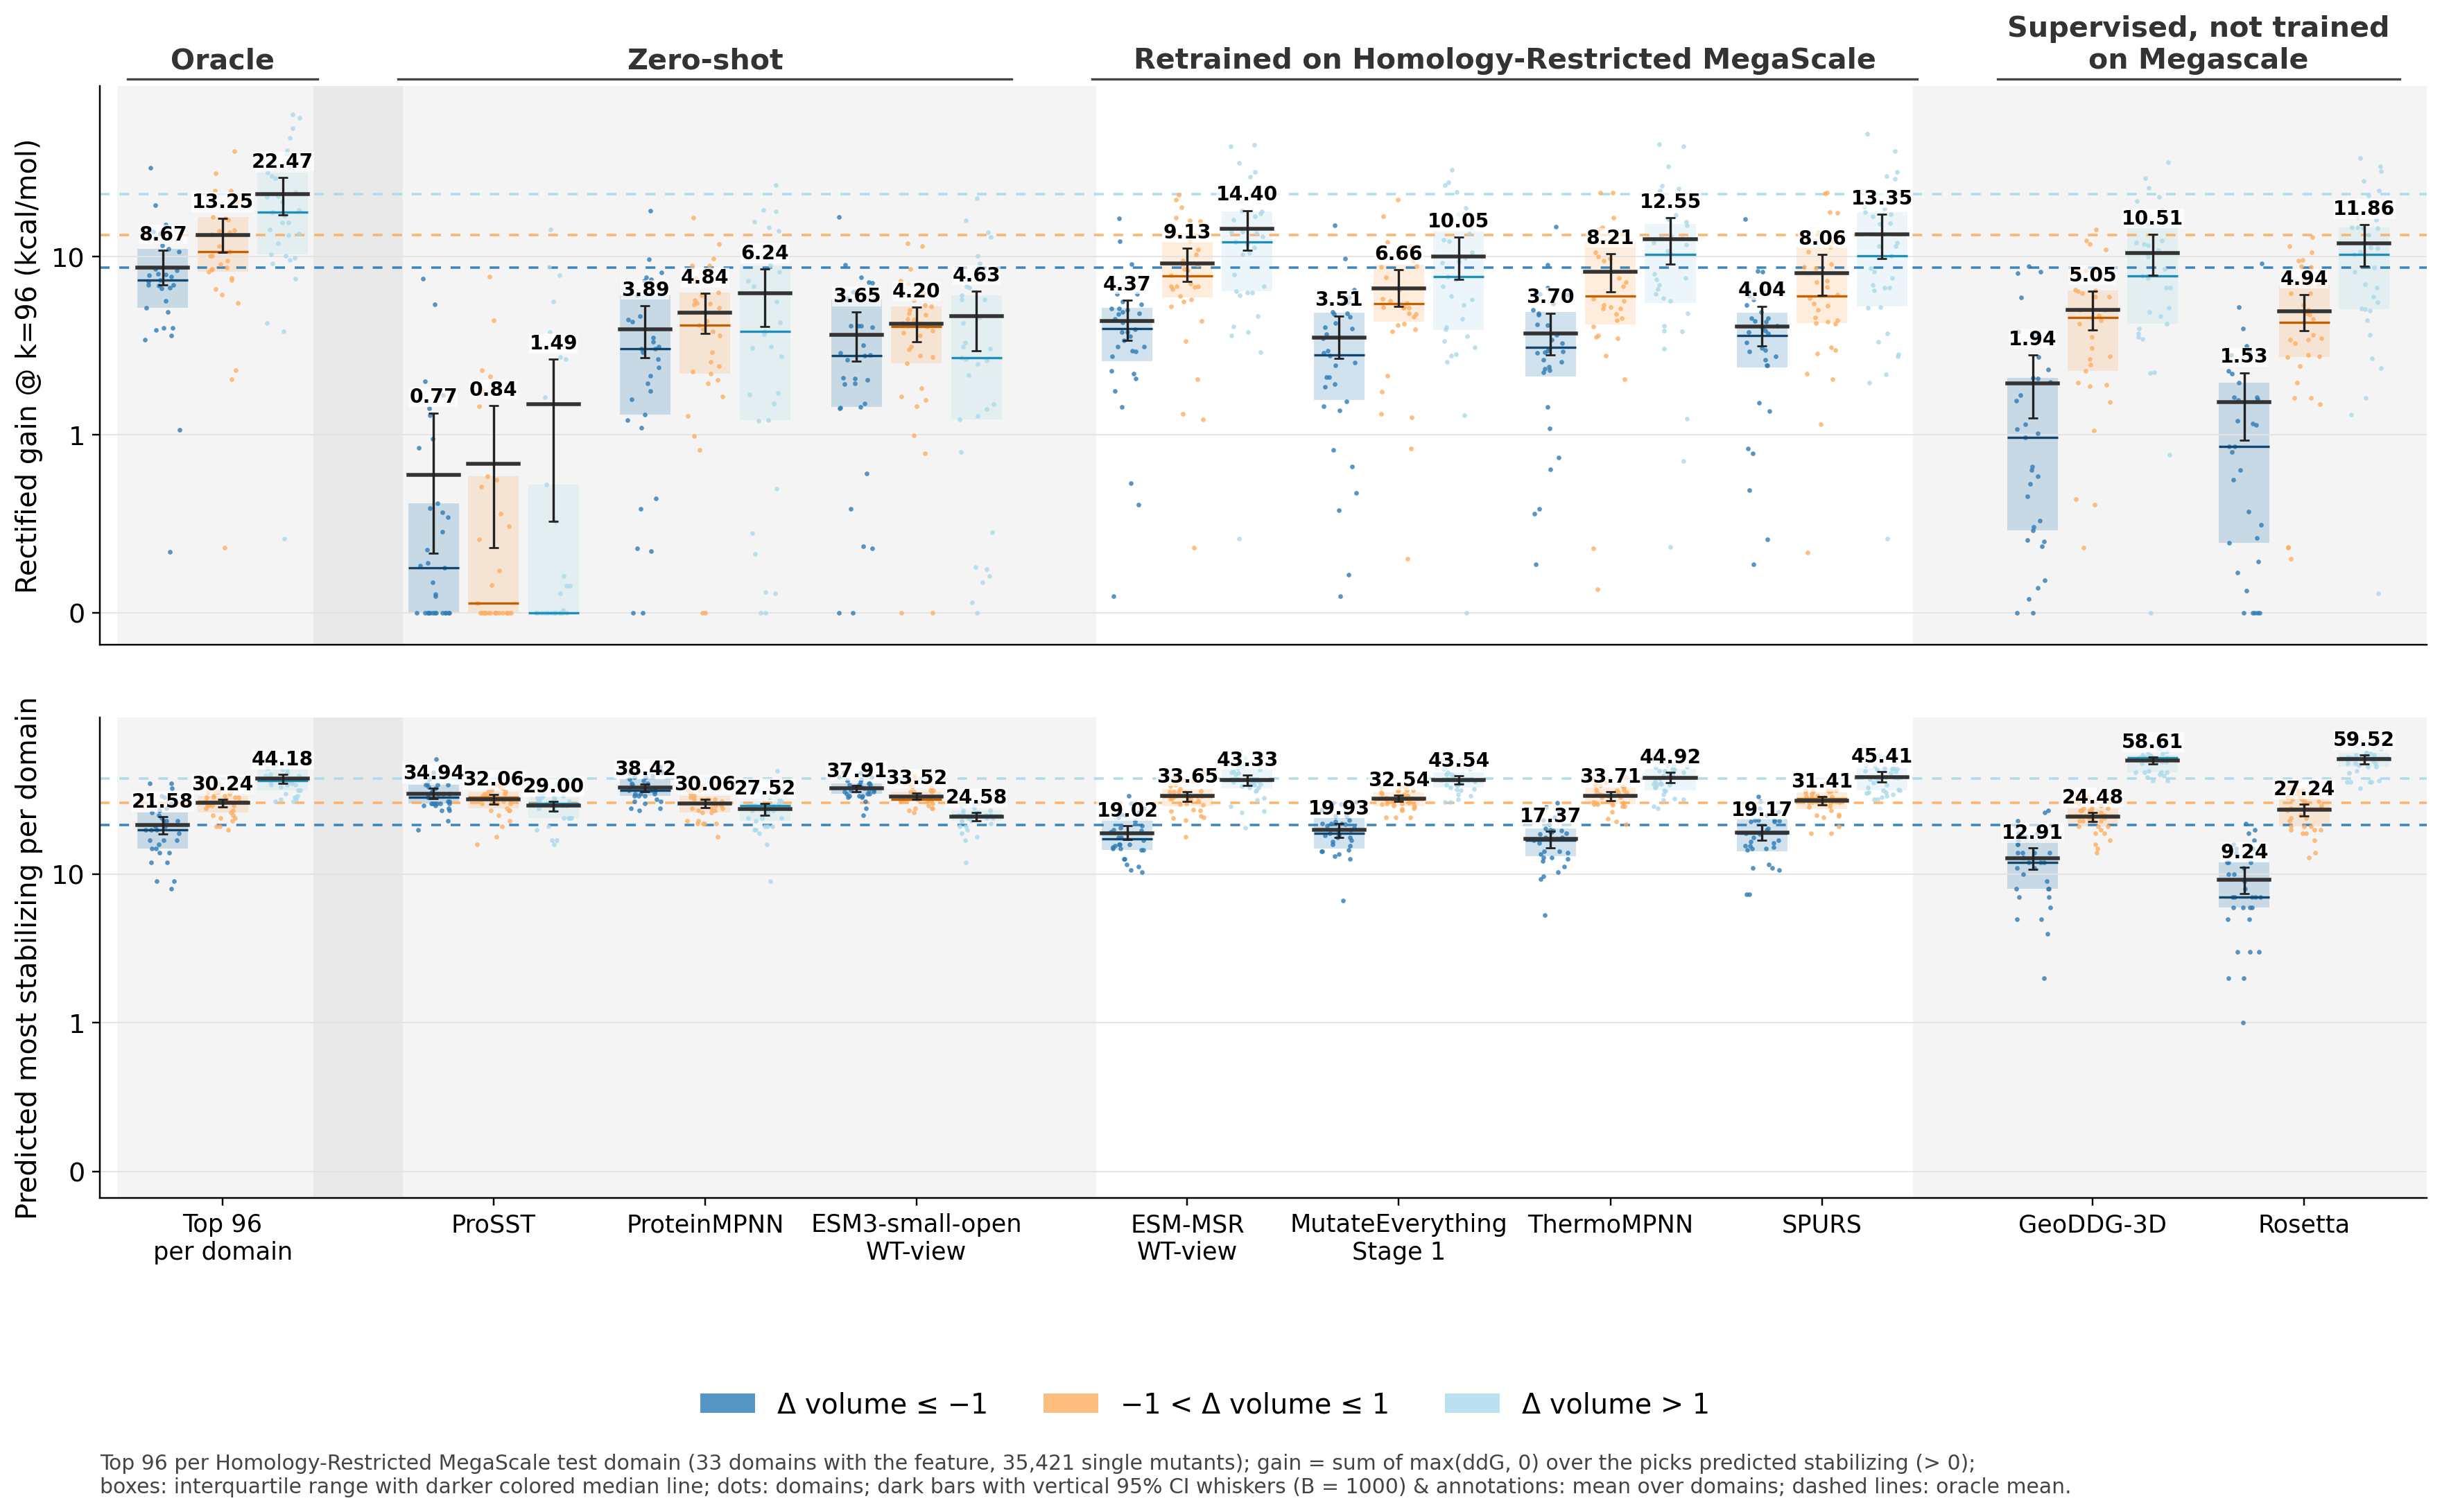 Oracle
Zero-shot
Retrained on Homology-Restricted MegaScale
Supervised, not trained
on Megascale
Rectified gain @ k=96 (kcal/mol)
10
1
0
8.67
13.25
22.47
0.77
0.84
1.49
3.89
4.84
6.24
3.65
4.20
4.63
4.37
9.13
14.40
3.51
6.66
10.05
3.70
8.21
12.55
4.04
8.06
13.35
1.94
5.05
10.51
1.53
4.94
11.86
Predicted most stabilizing per domain
10
1
0
21.58
30.24
44.18
34.94
32.06
29.00
38.42
30.06
27.52
37.91
33.52
24.58
19.02
33.65
43.33
19.93
32.54
43.54
17.37
33.71
44.92
19.17
31.41
45.41
12.91
24.48
58.61
9.24
27.24
59.52
Top 96
per domain
ProSST
ProteinMPNN
ESM3-small-open
WT-view
ESM-MSR
WT-view
MutateEverything
Stage 1
ThermoMPNN
SPURS
GeoDDG-3D
Rosetta
Δ volume ≤ −1
−1 < Δ volume ≤ 1
Δ volume > 1
Top 96 per Homology-Restricted MegaScale test domain (33 domains with the feature, 35,421 single mutants); gain = sum of max(ddG, 0) over the picks predicted stabilizing (> 0);
boxes: interquartile range with darker colored median line; dots: domains; dark bars with vertical 95% CI whiskers (B = 1000) & annotations: mean over domains; dashed lines: oracle mean.